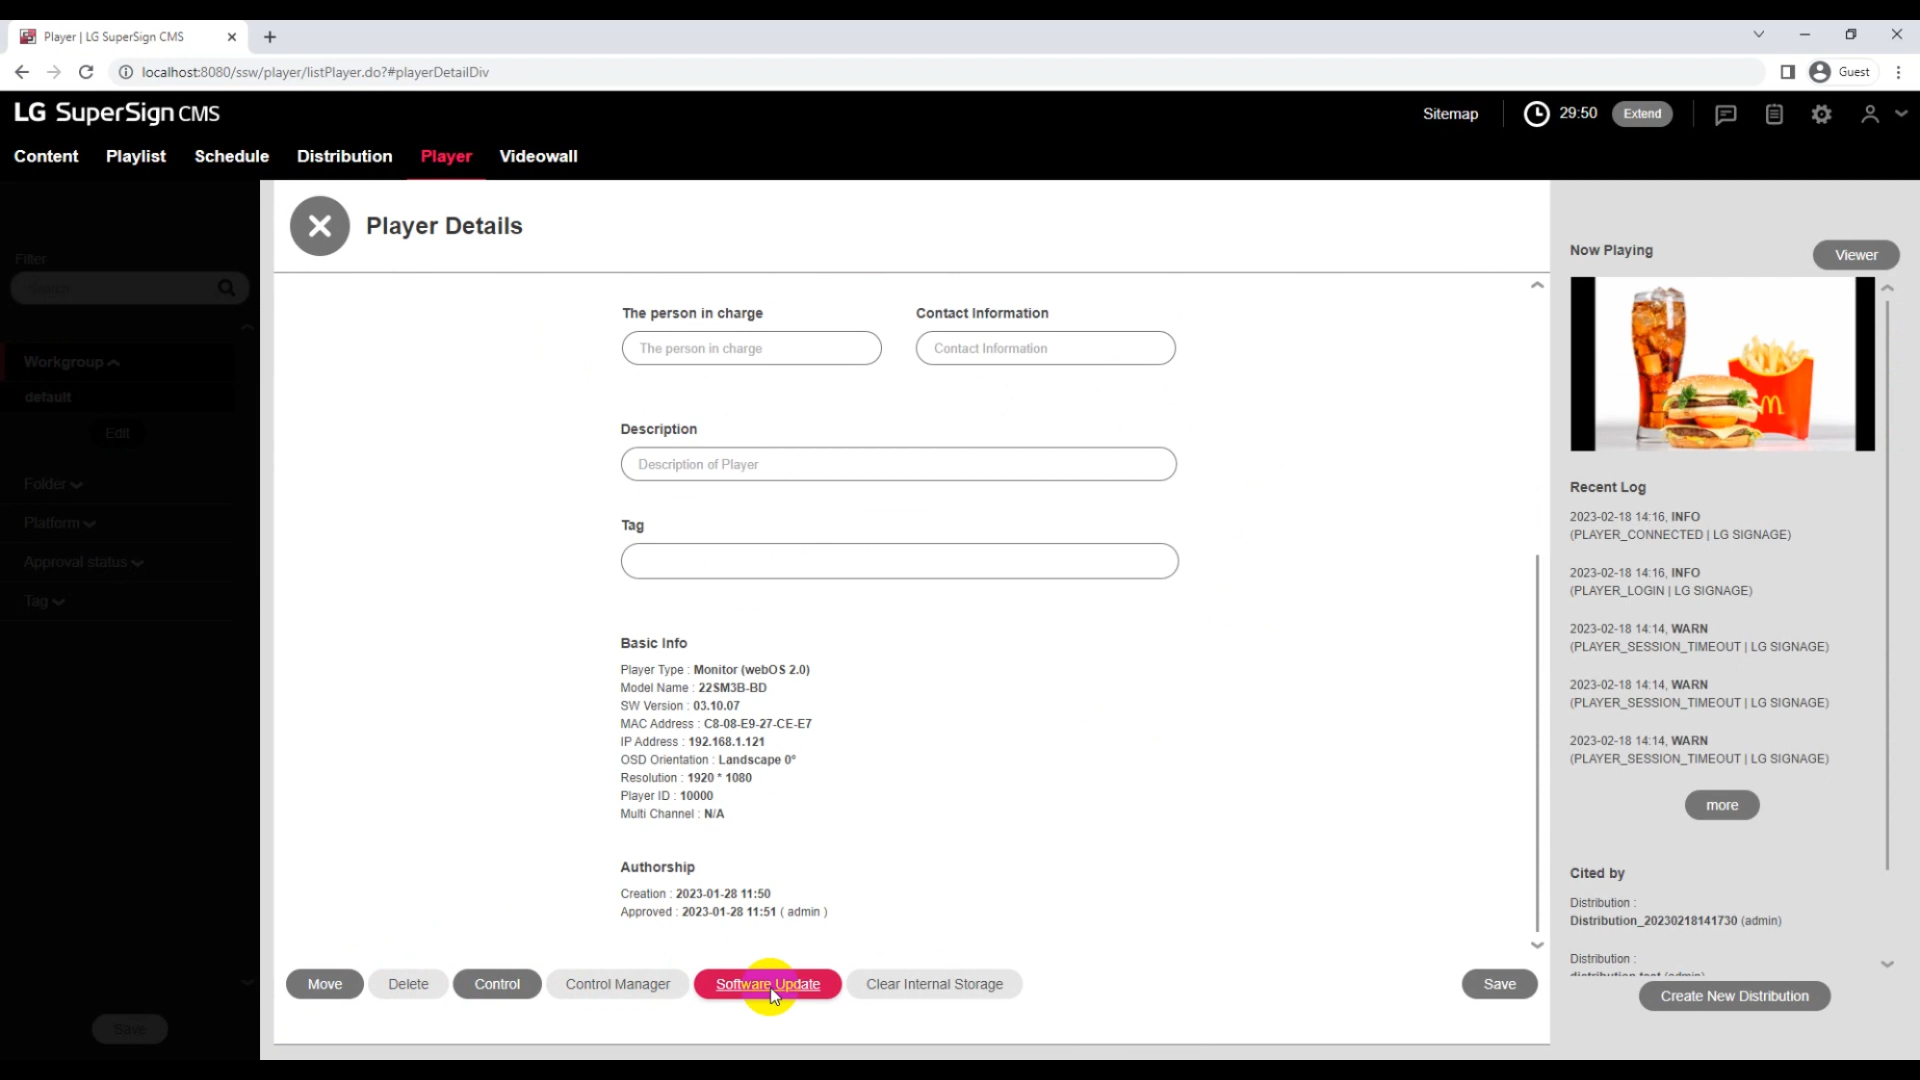 Player | LG SuperSign CMS
localhost:8080/ssw/player/listPlayer.do?#playerDetailDiv
Guest
LG SuperSign CMS
Sitemap
29:50
Extend
Content
Playlist
Schedule
Distribution
Player
Videowall
Filter
Search
Workgroup
default
Edit
Folder
Platform
Approval status
Tag
Save
Player Details
The person in charge
Contact Information
The person in charge
Contact Information
Description
Description of Player
Tag
Basic Info
Player Type : Monitor (webOS 2.0)
Model Name : 22SM3B-BD
SW Version : 03.10.07
MAC Address : C8-08-E9-27-CE-E7
IP Address : 192.168.1.121
OSD Orientation : Landscape 0°
Resolution : 1920 * 1080
Player ID : 10000
Multi Channel : N/A
Authorship
Creation : 2023-01-28 11:50
Approved : 2023-01-28 11:51 ( admin )
Move
Delete
Control
Control Manager
Software Update
Clear Internal Storage
Save
Now Playing
Viewer
Recent Log
2023-02-18 14:16, INFO
(PLAYER_CONNECTED | LG SIGNAGE)
2023-02-18 14:16, INFO
(PLAYER_LOGIN | LG SIGNAGE)
2023-02-18 14:14, WARN
(PLAYER_SESSION_TIMEOUT | LG SIGNAGE)
2023-02-18 14:14, WARN
(PLAYER_SESSION_TIMEOUT | LG SIGNAGE)
2023-02-18 14:14, WARN
(PLAYER_SESSION_TIMEOUT | LG SIGNAGE)
more
Cited by
Distribution :
Distribution_20230218141730 (admin)
Distribution :
distribution test (admin)
Create New Distribution